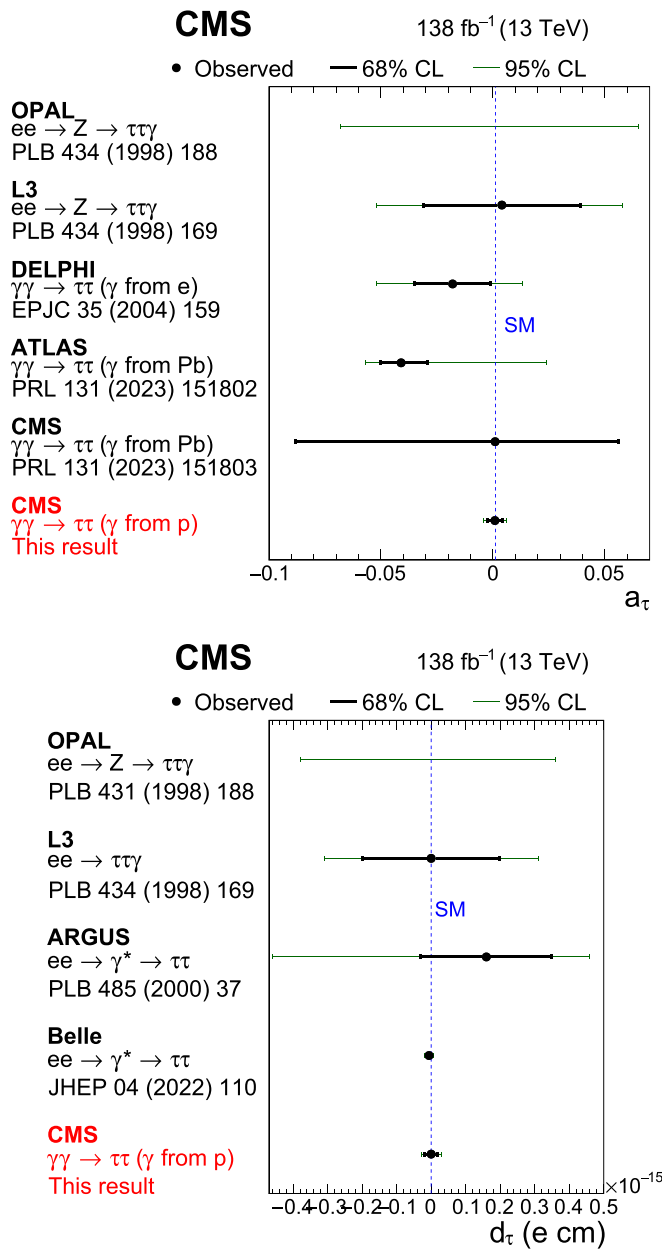 CMS 138 fb⁻¹ (13 TeV)
Observed 68% CL 95% CL
OPAL
ee → Z → ττγ
PLB 434 (1998) 188
L3
ee → Z → ττγ
PLB 434 (1998) 169
DELPHI
γγ → ττ (γ from e)
EPJC 35 (2004) 159
SM
ATLAS
γγ → ττ (γ from Pb)
PRL 131 (2023) 151802
CMS
γγ → ττ (γ from Pb)
PRL 131 (2023) 151803
CMS
γγ → ττ (γ from p)
This result
−0.1 −0.05 0 0.05
a_τ
CMS 138 fb⁻¹ (13 TeV)
Observed 68% CL 95% CL
OPAL
ee → Z → ττγ
PLB 431 (1998) 188
L3
ee → ττγ
PLB 434 (1998) 169
SM
ARGUS
ee → γ* → ττ
PLB 485 (2000) 37
Belle
ee → γ* → ττ
JHEP 04 (2022) 110
CMS
γγ → ττ (γ from p)
This result
×10⁻¹⁵
−0.4 −0.3 −0.2 −0.1 0 0.1 0.2 0.3 0.4 0.5
d_τ (e cm)